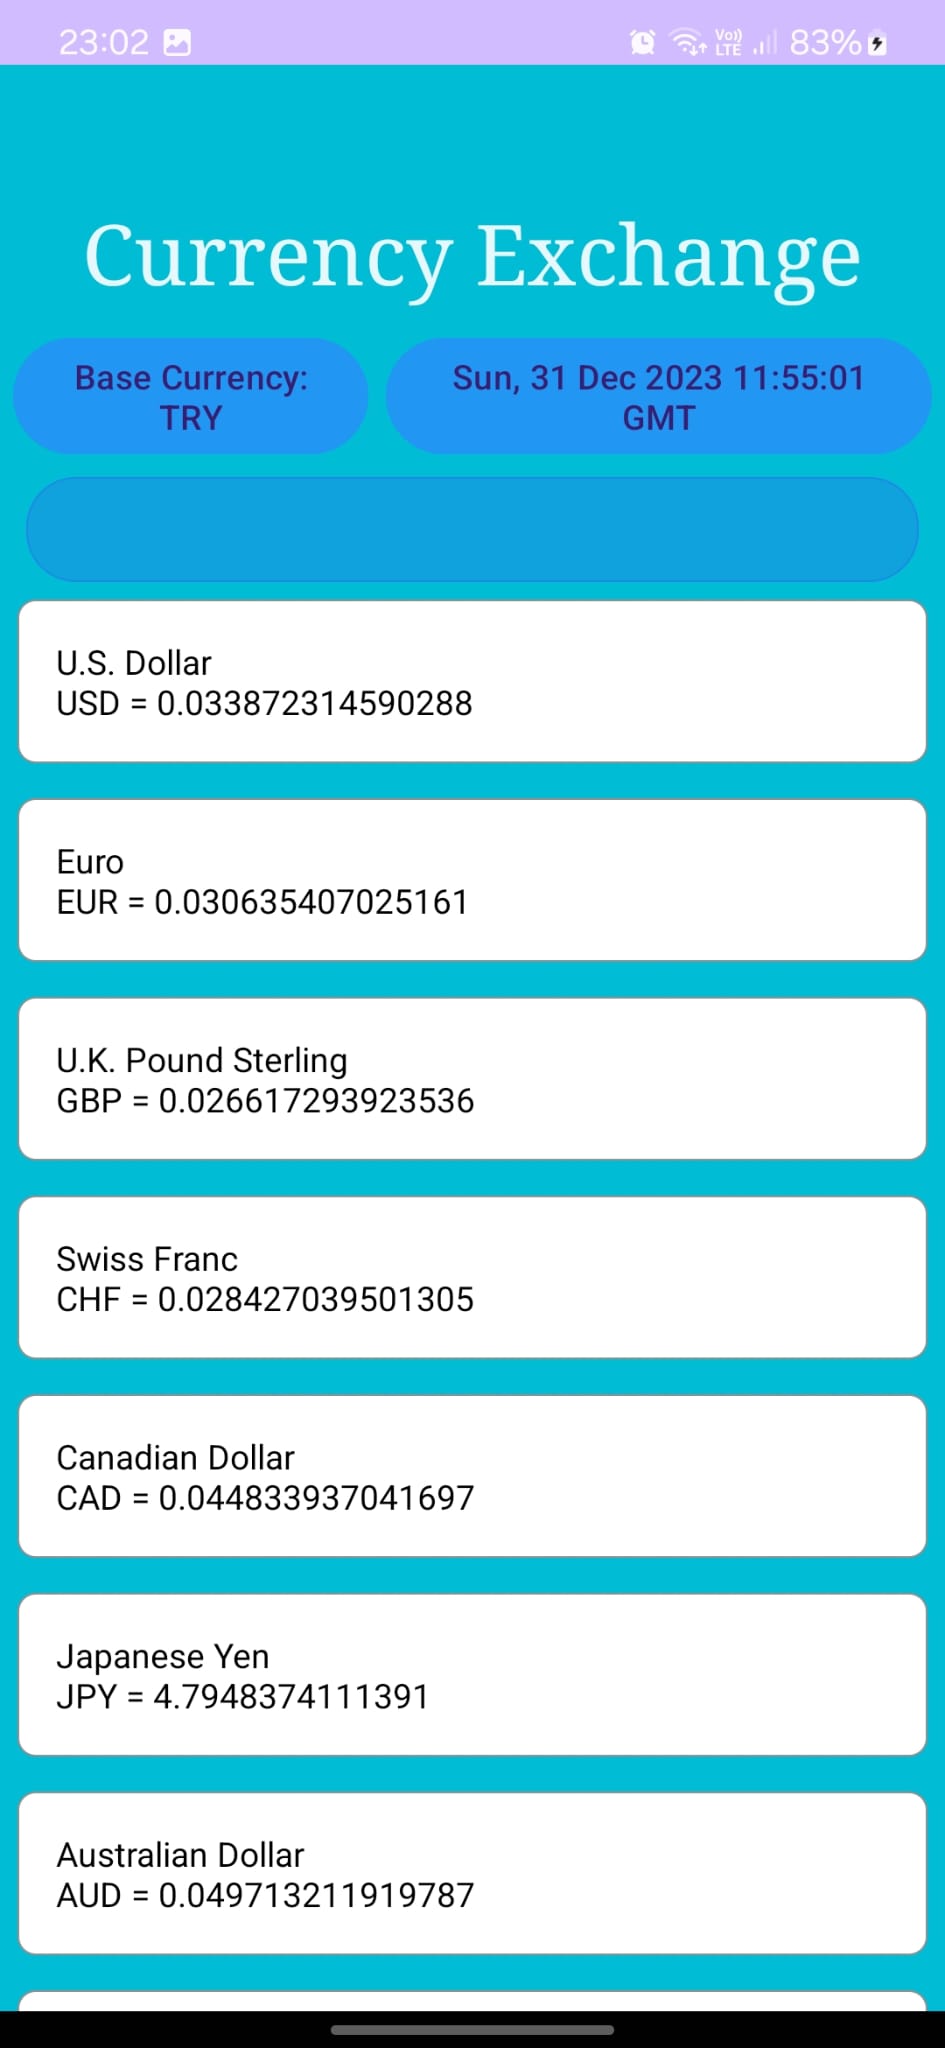 23:02 Vo)) LTE 83%
Currency Exchange
Base Currency:
TRY
Sun, 31 Dec 2023 11:55:01
GMT
U.S. Dollar
USD = 0.033872314590288
Euro
EUR = 0.030635407025161
U.K. Pound Sterling
GBP = 0.026617293923536
Swiss Franc
CHF = 0.028427039501305
Canadian Dollar
CAD = 0.044833937041697
Japanese Yen
JPY = 4.7948374111391
Australian Dollar
AUD = 0.049713211919787